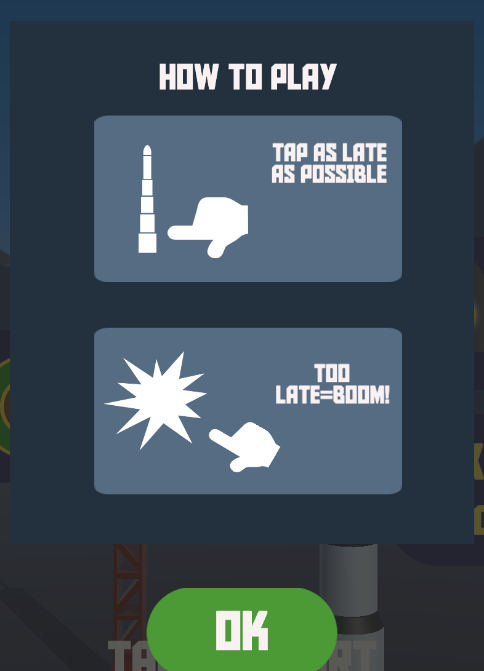 HOW TO PLAY
TAP AS LATE
AS POSSIBLE
TOO
LATE=BOOM!
OK